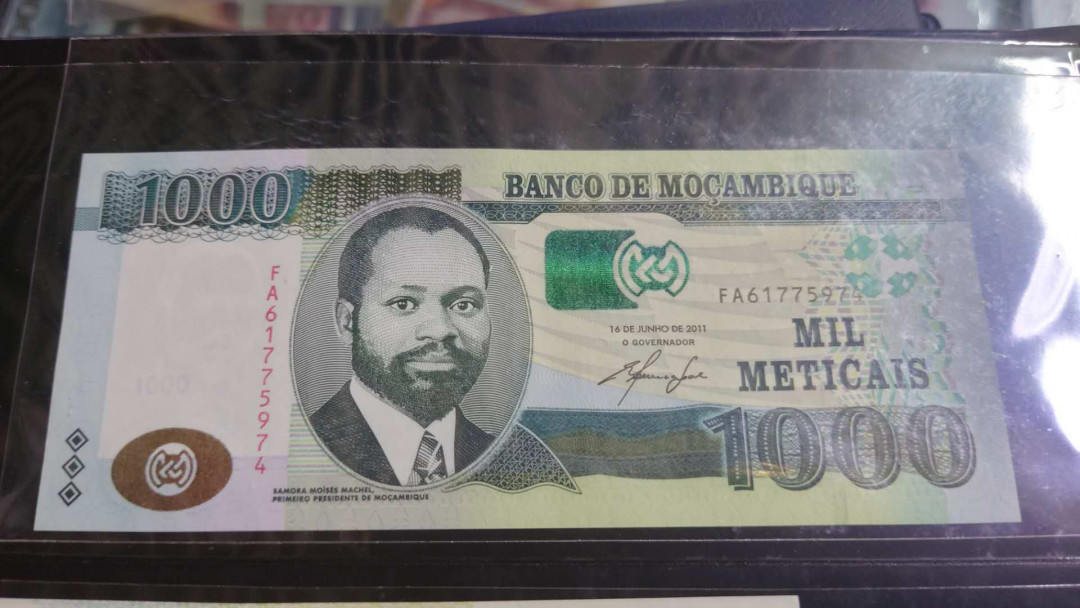 1000
BANCO DE MOÇAMBIQUE
FA61775974
FA61775974
16 DE JUNHO DE 2011
O GOVERNADOR
MIL
METICAIS
1000
SAMORA MOISÉS MACHEL,
PRIMEIRO PRESIDENTE DE MOÇAMBIQUE